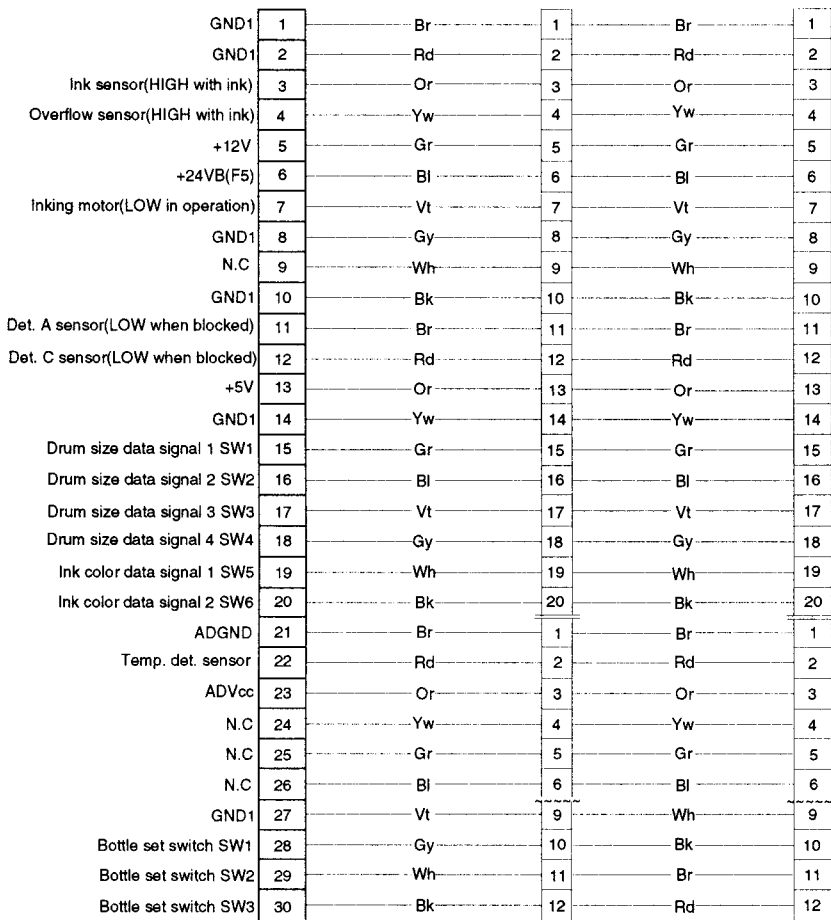 GND1 1 Br 1 Br 1
GND1 2 Rd 2 Rd 2
Ink sensor(HIGH with ink) 3 Or 3 Or 3
Overflow sensor(HIGH with ink) 4 Yw 4 Yw 4
+12V 5 Gr 5 Gr 5
+24VB(F5) 6 Bl 6 Bl 6
Inking motor(LOW in operation) 7 Vt 7 Vt 7
GND1 8 Gy 8 Gy 8
N.C 9 Wh 9 Wh 9
GND1 10 Bk 10 Bk 10
Det. A sensor(LOW when blocked) 11 Br 11 Br 11
Det. C sensor(LOW when blocked) 12 Rd 12 Rd 12
+5V 13 Or 13 Or 13
GND1 14 Yw 14 Yw 14
Drum size data signal 1 SW1 15 Gr 15 Gr 15
Drum size data signal 2 SW2 16 Bl 16 Bl 16
Drum size data signal 3 SW3 17 Vt 17 Vt 17
Drum size data signal 4 SW4 18 Gy 18 Gy 18
Ink color data signal 1 SW5 19 Wh 19 Wh 19
Ink color data signal 2 SW6 20 Bk 20 Bk 20
ADGND 21 Br 1 Br 1
Temp. det. sensor 22 Rd 2 Rd 2
ADVcc 23 Or 3 Or 3
N.C 24 Yw 4 Yw 4
N.C 25 Gr 5 Gr 5
N.C 26 Bl 6 Bl 6
GND1 27 Vt 9 Wh 9
Bottle set switch SW1 28 Gy 10 Bk 10
Bottle set switch SW2 29 Wh 11 Br 11
Bottle set switch SW3 30 Bk 12 Rd 12